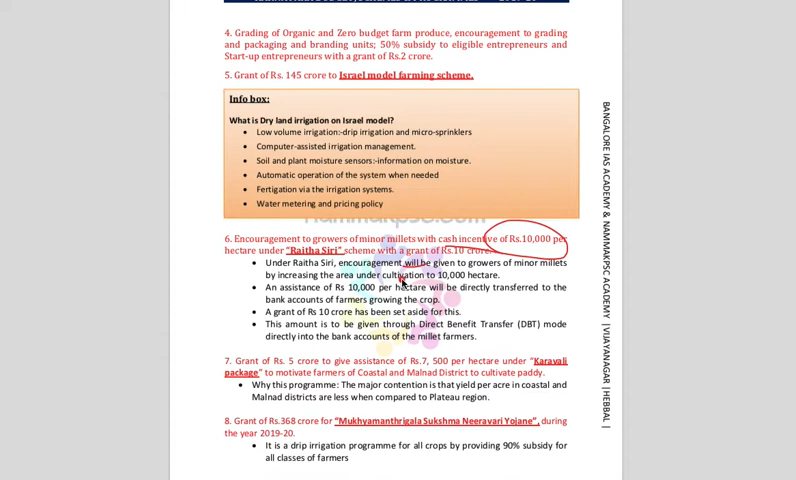 4. Grading of Organic and Zero budget farm produce, encouragement to grading
and packaging and branding units; 50% subsidy to eligible entrepreneurs and
Start-up entrepreneurs with a grant of Rs.2 crore.
5. Grant of Rs. 145 crore to Israel model farming scheme.
Info box:
What is Dry land irrigation on Israel model?
• Low volume irrigation:-drip irrigation and micro-sprinklers
• Computer-assisted irrigation management.
• Soil and plant moisture sensors:-information on moisture.
• Automatic operation of the system when needed
• Fertigation via the irrigation systems.
• Water metering and pricing policy
6. Encouragement to growers of minor millets with cash incentive of Rs.10,000 per
hectare under "Raitha Siri" scheme with a grant of Rs.10 crore.
• Under Raitha Siri, encouragement will be given to growers of minor millets
by increasing the area under cultivation to 10,000 hectare.
• An assistance of Rs 10,000 per hectare will be directly transferred to the
bank accounts of farmers growing the crop.
• A grant of Rs 10 crore has been set aside for this.
• This amount is to be given through Direct Benefit Transfer (DBT) mode
directly into the bank accounts of the millet farmers.
7. Grant of Rs. 5 crore to give assistance of Rs.7, 500 per hectare under "Karavali
package" to motivate farmers of Coastal and Malnad District to cultivate paddy.
• Why this programme: The major contention is that yield per acre in coastal and
Malnad districts are less when compared to Plateau region.
8. Grant of Rs.368 crore for "Mukhyamanthrigala Sukshma Neeravari Yojane", during
the year 2019-20.
• It is a drip irrigation programme for all crops by providing 90% subsidy for
all classes of farmers
BANGALORE IAS ACADEMY & NAMMAKPSC ACADEMY |VIJAYANAGAR |HEBBAL |